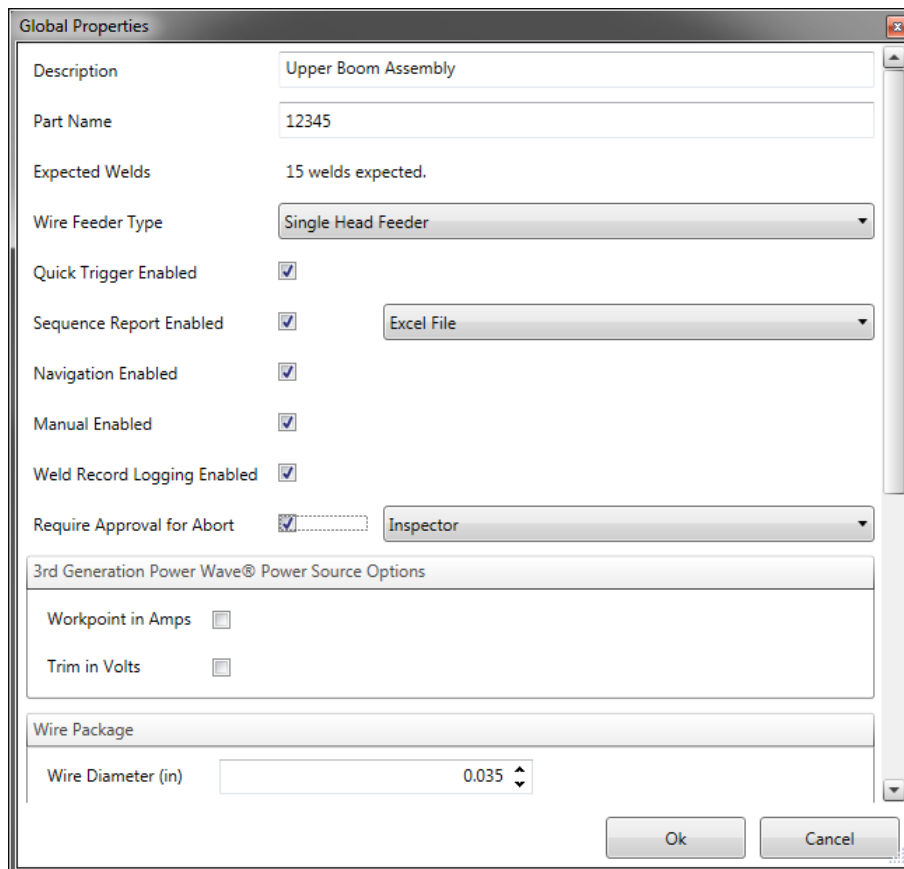 Global Properties
Description Upper Boom Assembly
Part Name 12345
Expected Welds 15 welds expected.
Wire Feeder Type Single Head Feeder
Quick Trigger Enabled
Sequence Report Enabled Excel File
Navigation Enabled
Manual Enabled
Weld Record Logging Enabled
Require Approval for Abort Inspector
3rd Generation Power Wave® Power Source Options
Workpoint in Amps
Trim in Volts
Wire Package
Wire Diameter (in) 0.035
Ok Cancel